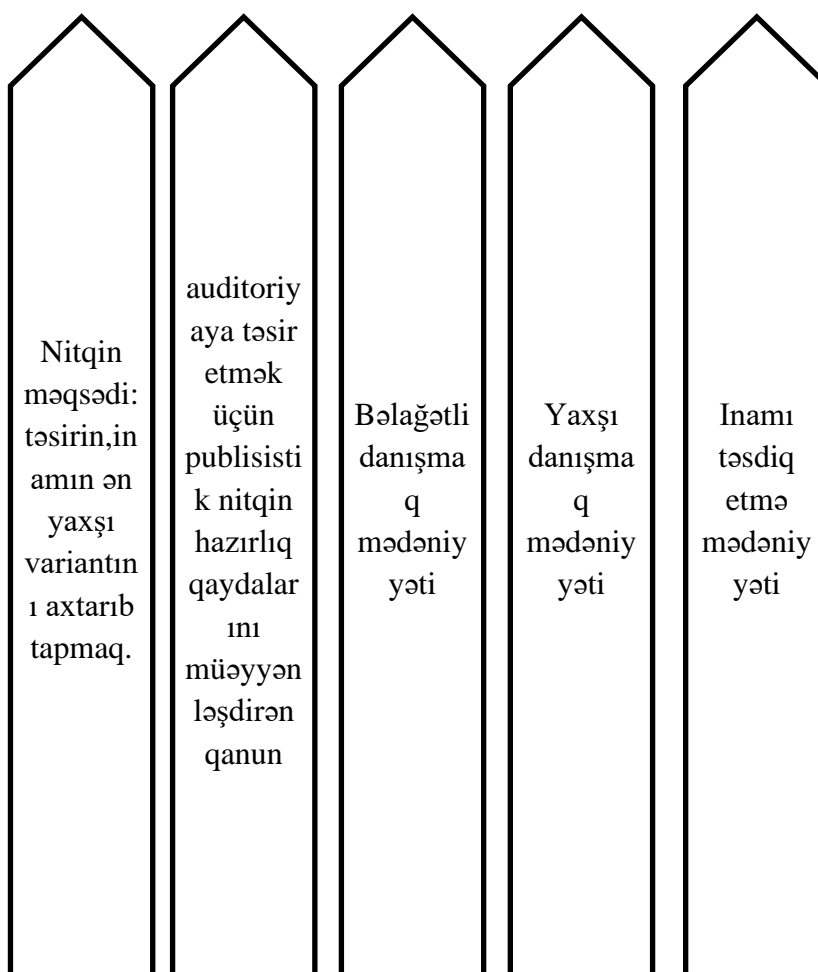 Nitqin
məqsədi:
təsirin,in
amın ən
yaxşı
variantın
ı axtarıb
tapmaq.
auditoriy
aya təsir
etmək
üçün
publisisti
k nitqin
hazırlıq
qaydalar
ını
müəyyən
ləşdirən
qanun
Bəlağətli
danışma
q
mədəniy
yəti
Yaxşı
danışma
q
mədəniy
yəti
Inamı
təsdiq
etmə
mədəniy
yəti